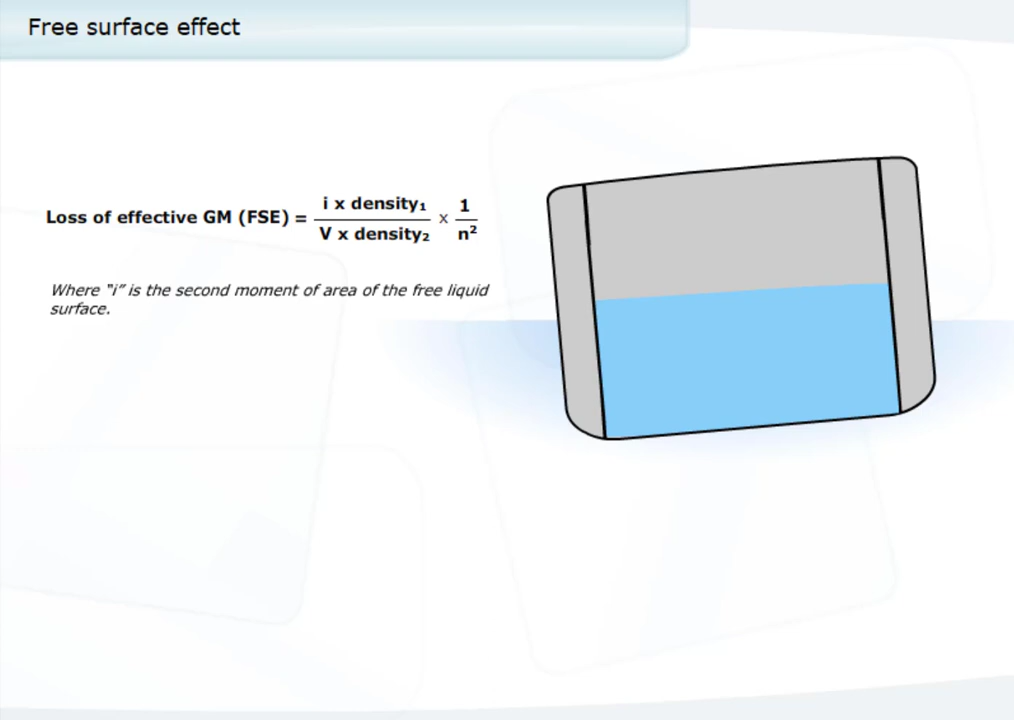 Free surface effect
Loss of effective GM (FSE) = i x density₁ / V x density₂ x 1 / n²
Where "i" is the second moment of area of the free liquid
surface.